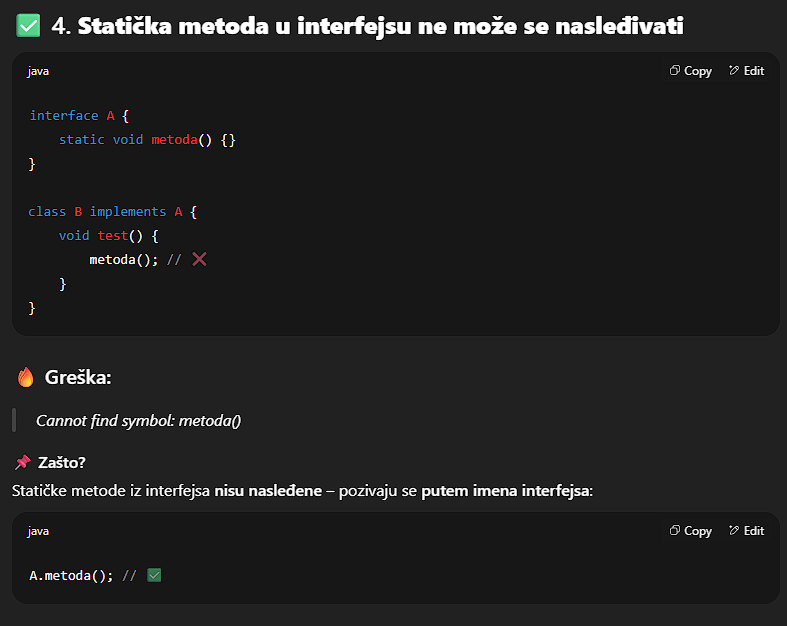 ✅ 4. Statička metoda u interfejsu ne može se nasleđivati
java Copy Edit
interface A {
    static void metoda() {}
}
class B implements A {
    void test() {
        metoda(); // ❌
    }
}
🔥 Greška:
Cannot find symbol: metoda()
📌 Zašto?
Statičke metode iz interfejsa nisu nasleđene – pozivaju se putem imena interfejsa:
java Copy Edit
A.metoda(); // ✅